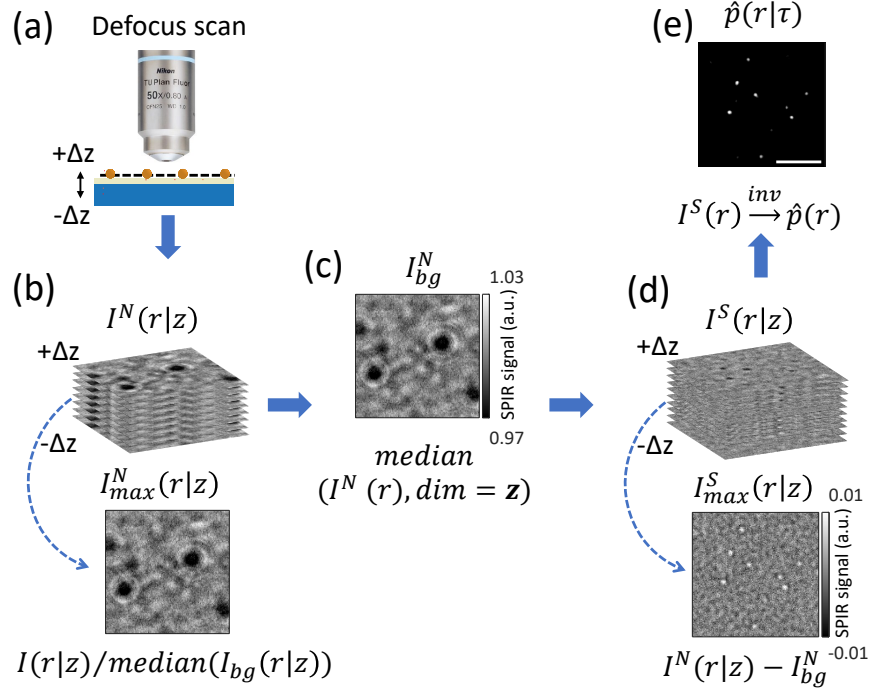 (a)
Defocus scan
Nikon
TU Plan Fluor
50X/0.80 A
+Δz
-Δz
(b)
I^N(r|z)
+Δz
-Δz
I^N_max(r|z)
I(r|z)/median(I_bg(r|z))
(c)
I^N_bg
1.03
SPIR signal (a.u.)
0.97
median
(I^N (r), dim = z)
(e)
p̂(r|τ)
I^S(r) inv→ p̂(r)
(d)
I^S(r|z)
+Δz
-Δz
I^S_max(r|z)
0.01
SPIR signal (a.u.)
-0.01
I^N(r|z) − I^N_bg